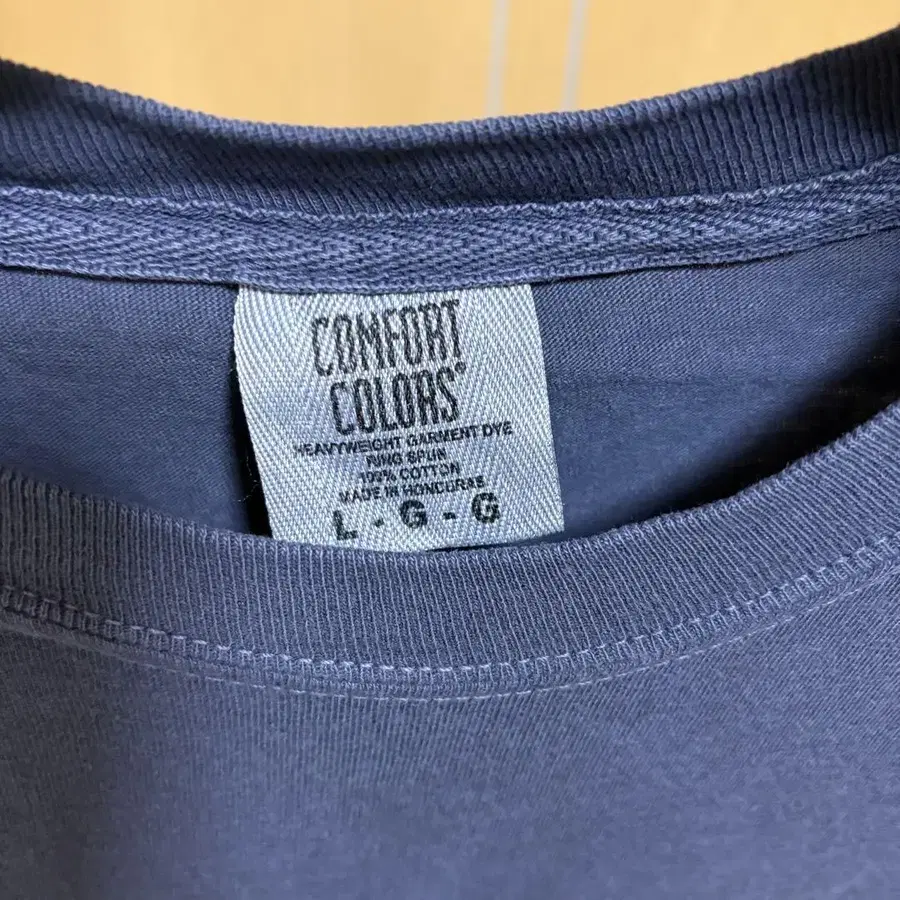 COMFORT
COLORS®
HEAVYWEIGHT GARMENT DYE
RING SPUN
100% COTTON
MADE IN HONDURAS
L - G - G